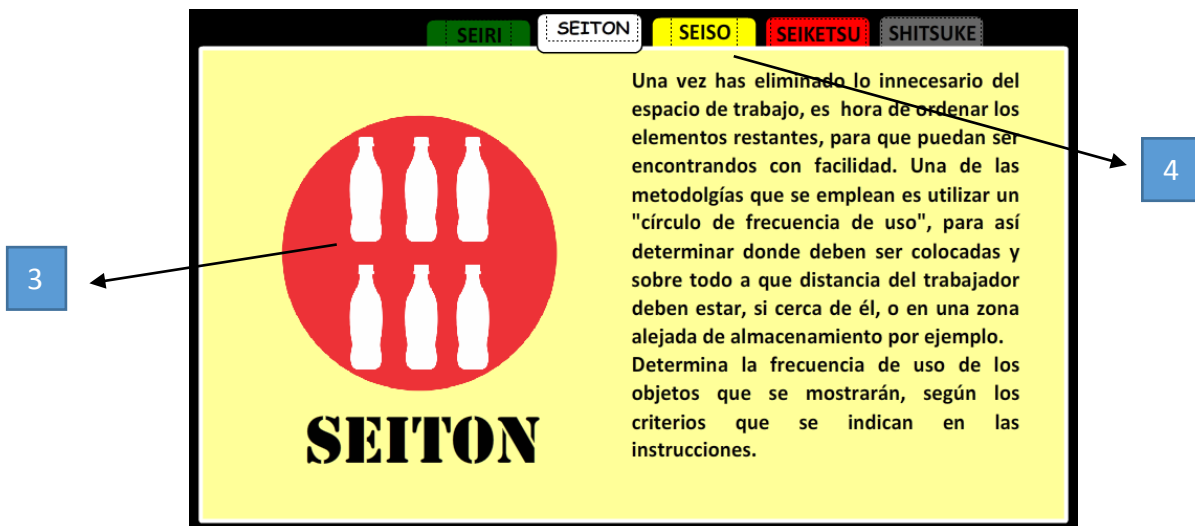 SEIRI
SEITON
SEISO
SEIKETSU
SHITSUKE
Una vez has eliminado lo innecesario del
espacio de trabajo, es hora de ordenar los
elementos restantes, para que puedan ser
encontrandos con facilidad. Una de las
metodolgías que se emplean es utilizar un
"círculo de frecuencia de uso", para así
determinar donde deben ser colocadas y
sobre todo a que distancia del trabajador
deben estar, si cerca de él, o en una zona
alejada de almacenamiento por ejemplo.
Determina la frecuencia de uso de los
objetos que se mostrarán, según los
criterios que se indican en las
instrucciones.
SEITON
3
4